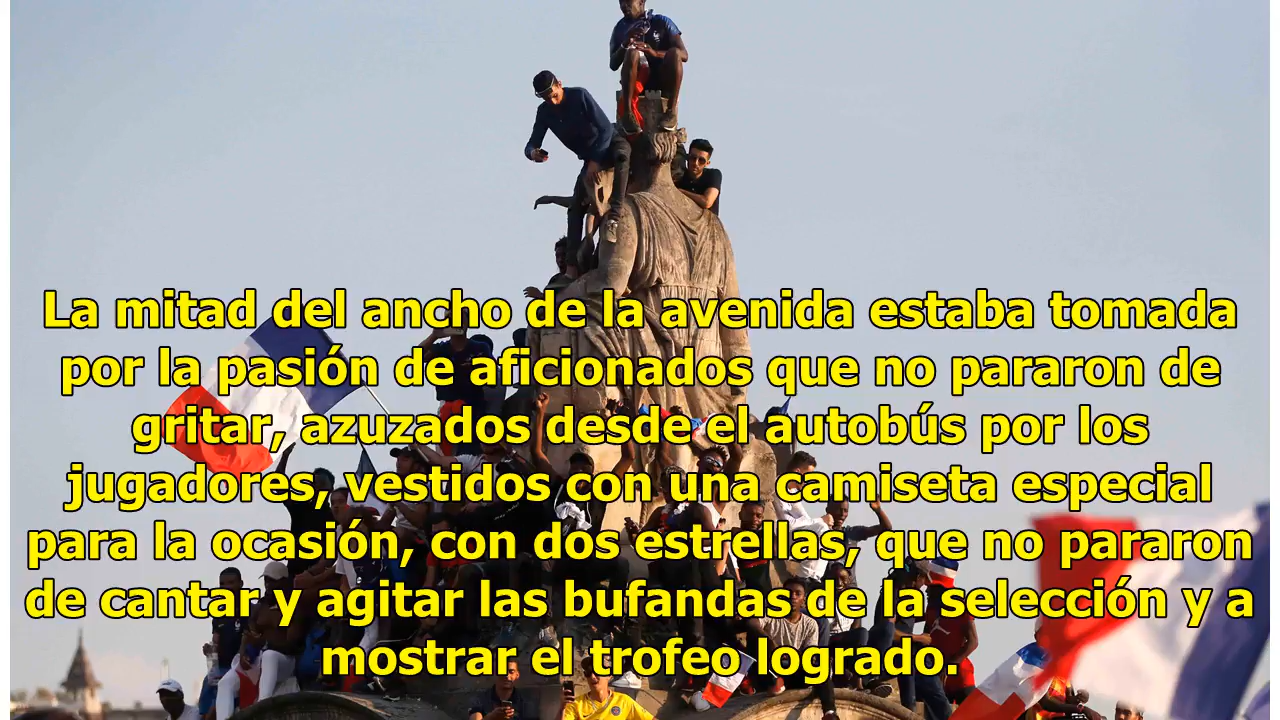 La mitad del ancho de la avenida estaba tomada
por la pasión de aficionados que no pararon de
gritar, azuzados desde el autobús por los
jugadores, vestidos con una camiseta especial
para la ocasión, con dos estrellas, que no pararon
de cantar y agitar las bufandas de la selección y a
mostrar el trofeo logrado.